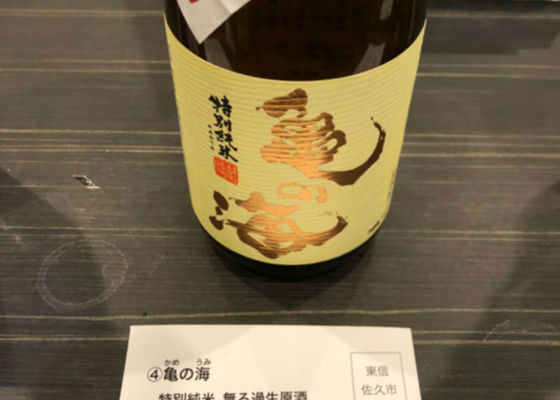 特別純米
亀の海
かめ うみ
④亀の海
特別純米 無ろ過生原酒
東信
佐久市